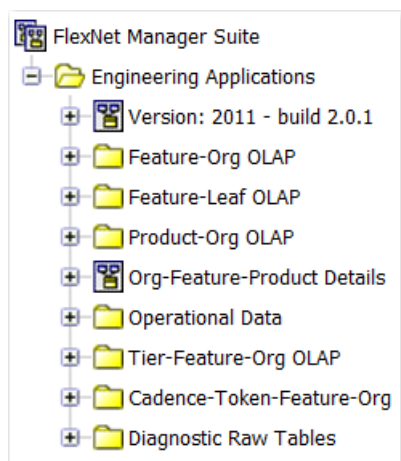 FlexNet Manager Suite
Engineering Applications
Version: 2011 - build 2.0.1
Feature-Org OLAP
Feature-Leaf OLAP
Product-Org OLAP
Org-Feature-Product Details
Operational Data
Tier-Feature-Org OLAP
Cadence-Token-Feature-Org
Diagnostic Raw Tables